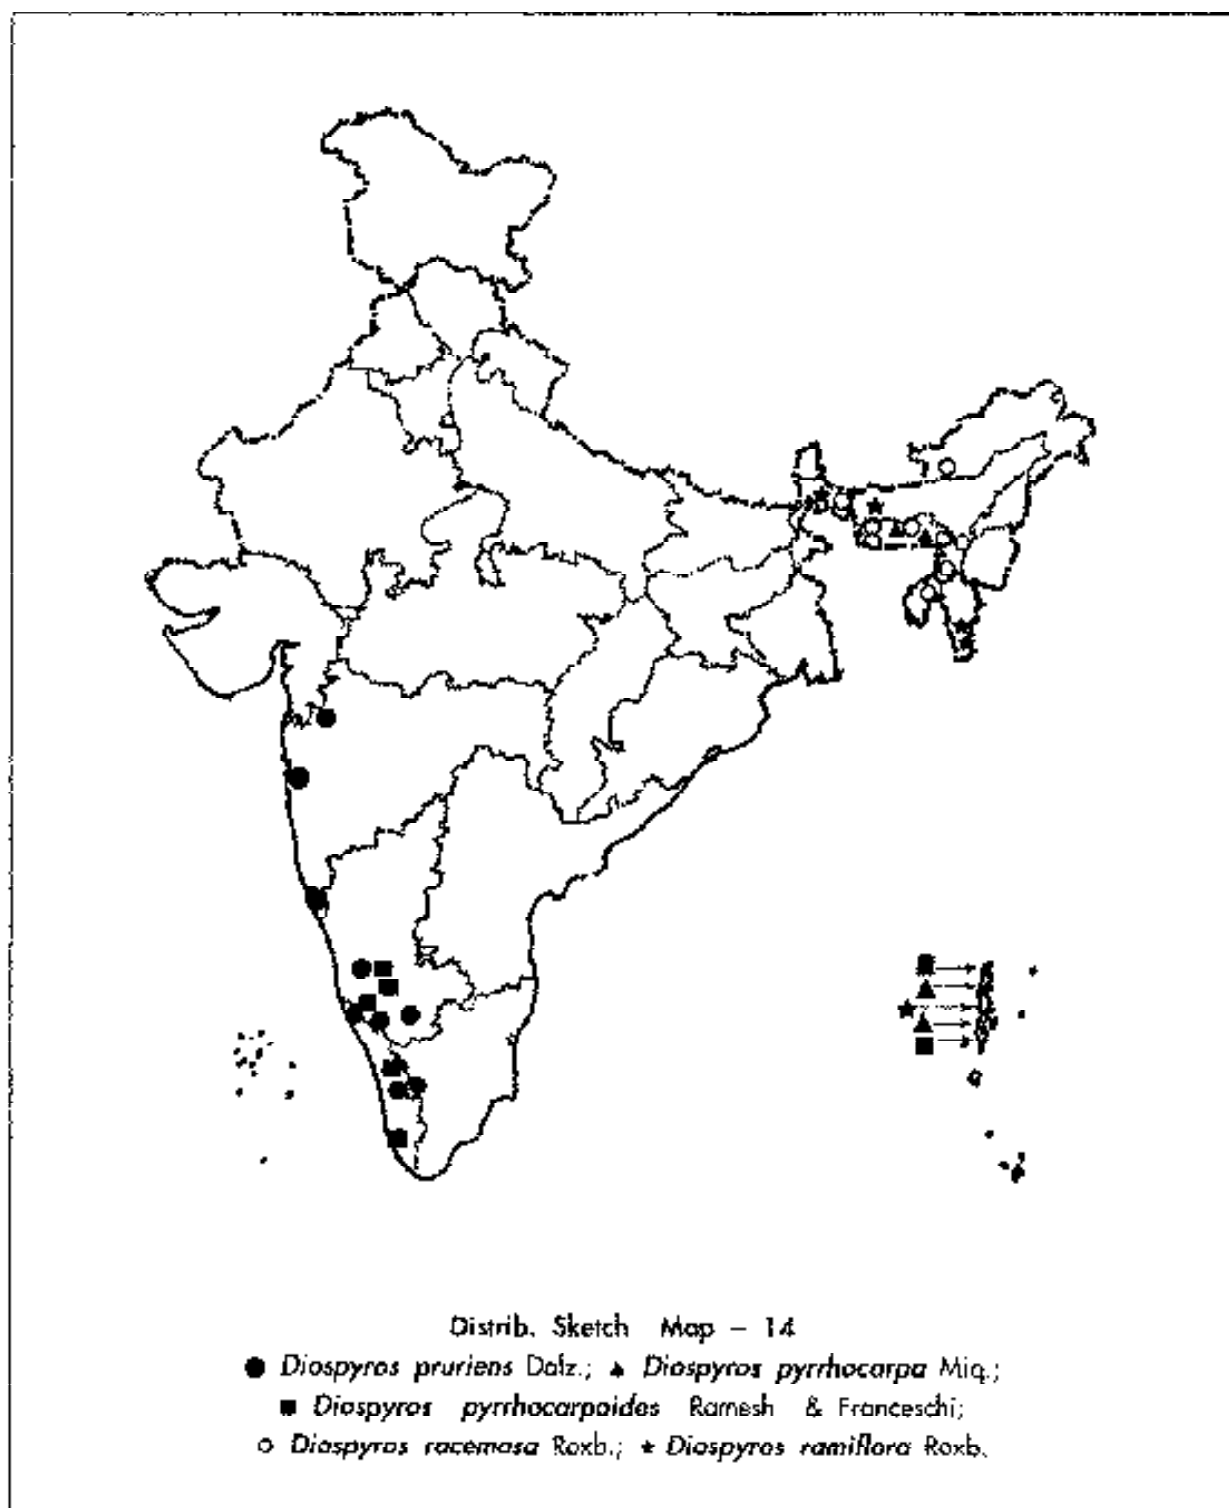 Distrib. Sketch Map – 14
● Diospyros pruriens Dalz.; ▲ Diospyros pyrrhocarpa Miq.;
■ Diospyros pyrrhocarpoides Ramesh & Franceschi;
○ Diospyros racemosa Roxb.; ★ Diospyros ramiflora Roxb.